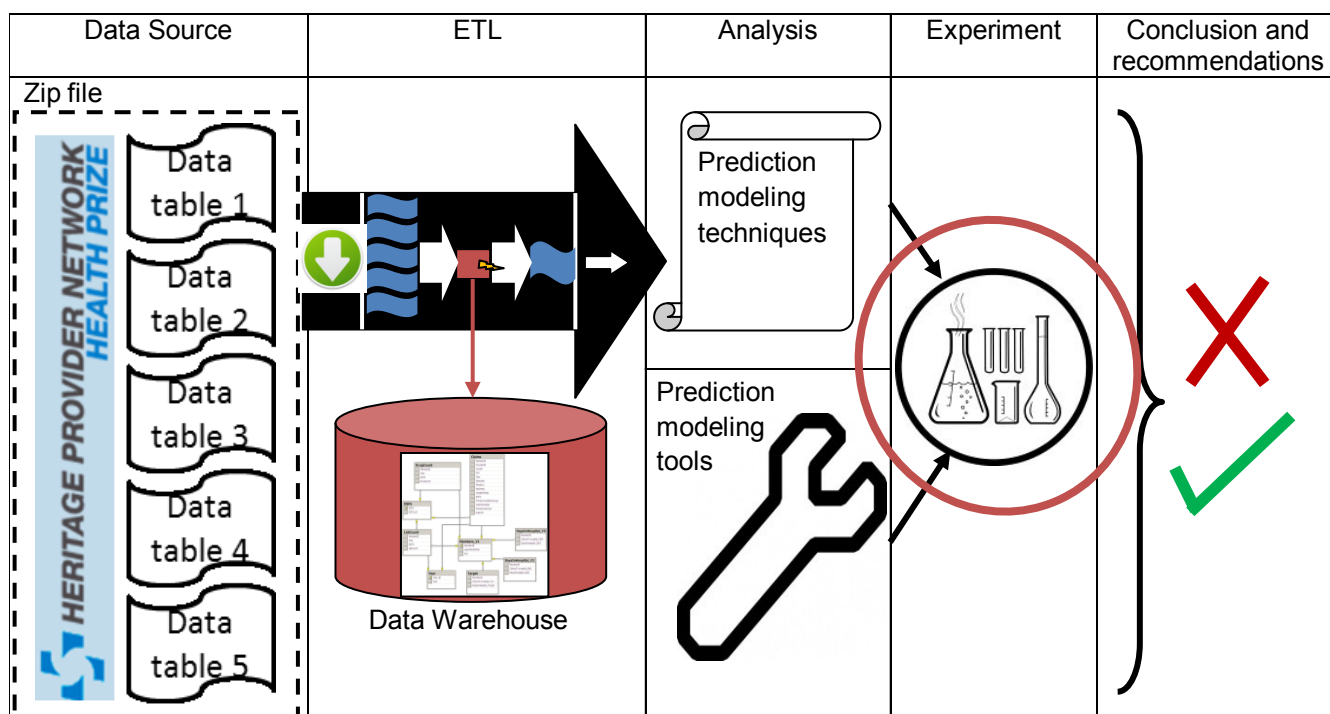 Data Source
ETL
Analysis
Experiment
Conclusion and
recommendations
Zip file
HERITAGE PROVIDER NETWORK
HEALTH PRIZE
Data
table 1
Data
table 2
Data
table 3
Data
table 4
Data
table 5
Data Warehouse
Prediction
modeling
techniques
Prediction
modeling
tools